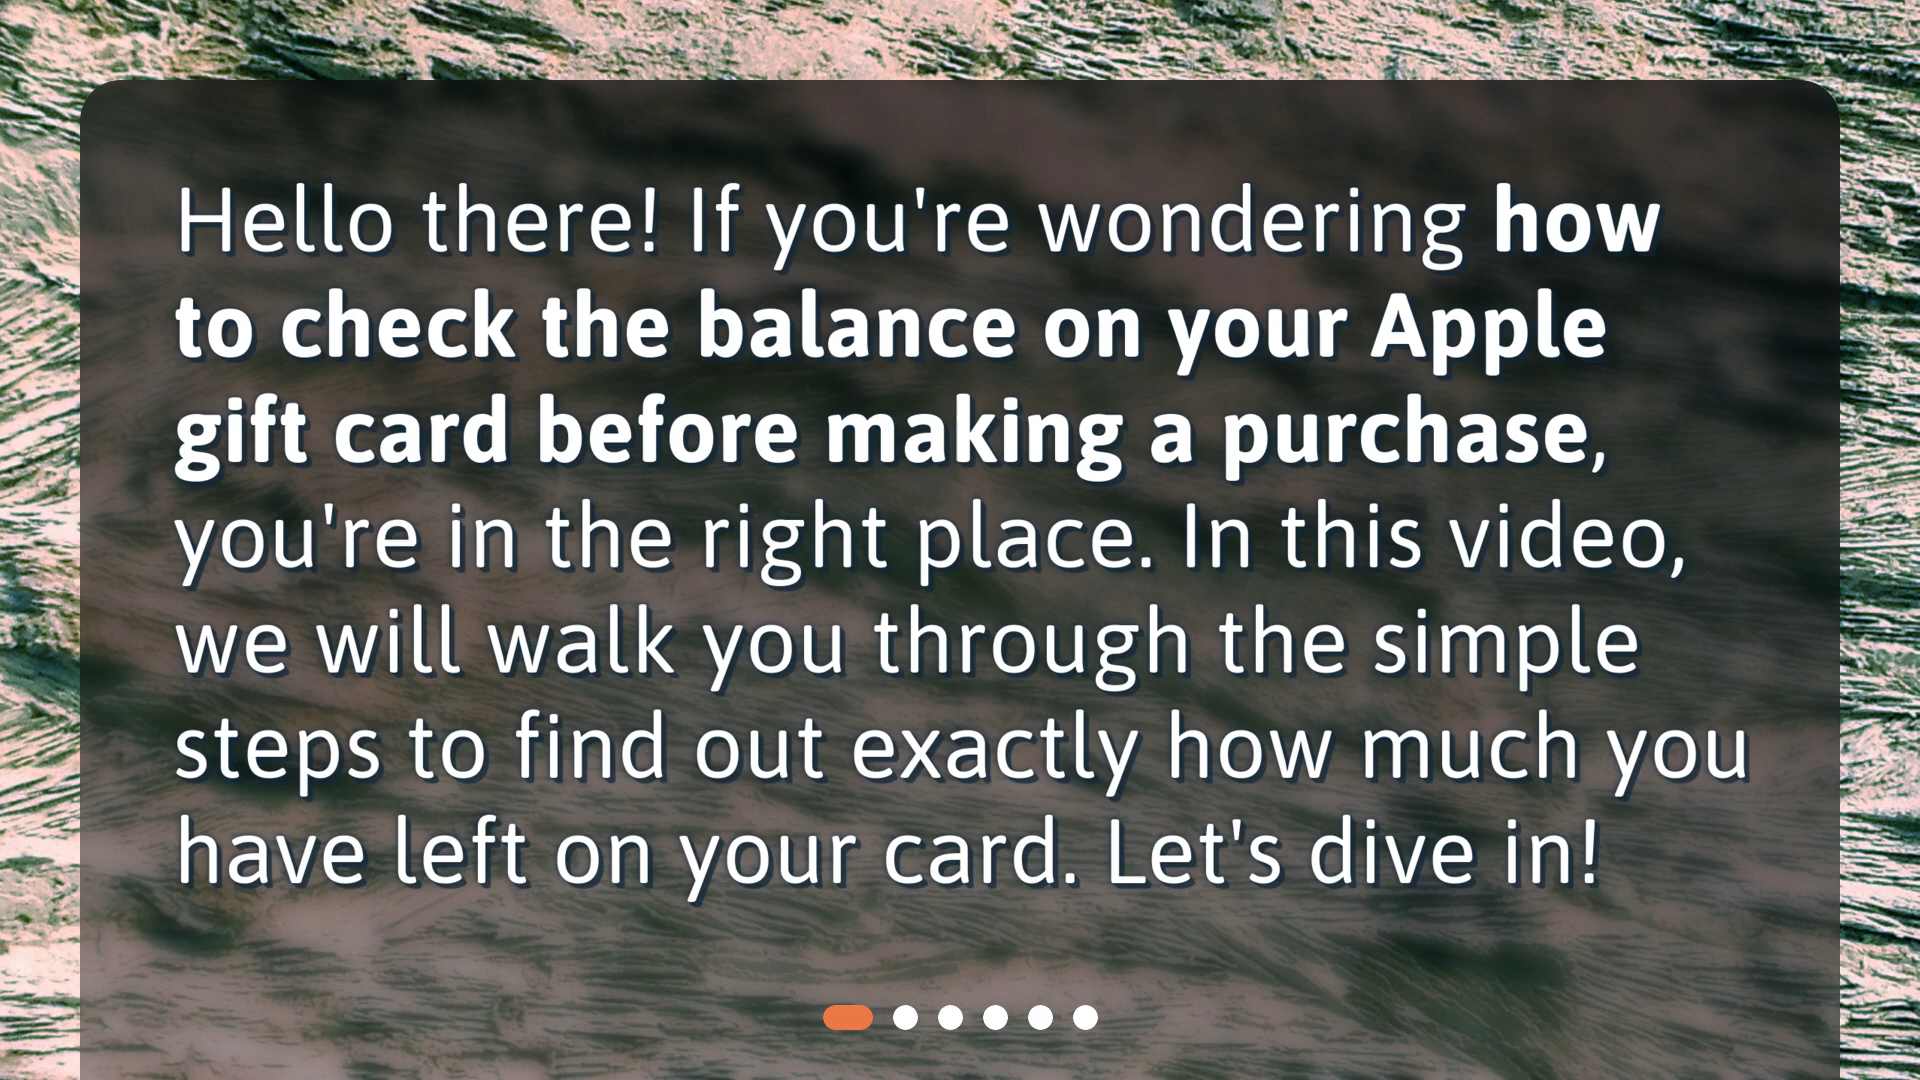 Hello there! If you're wondering how
to check the balance on your Apple
gift card before making a purchase,
you're in the right place. In this video,
we will walk you through the simple
steps to find out exactly how much you
have left on your card. Let's dive in!